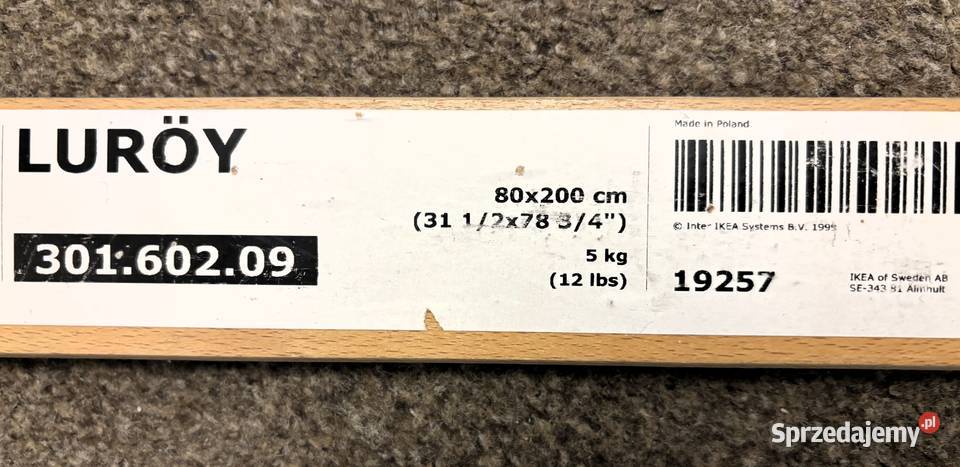 LURÖY
301.602.09
80x200 cm
(31 1/2x78 3/4")
5 kg
(12 lbs)
Made in Poland
© Inter IKEA Systems B.V. 1999
19257
IKEA of Sweden AB
SE-343 81 Älmhult
Sprzedajemy.pl